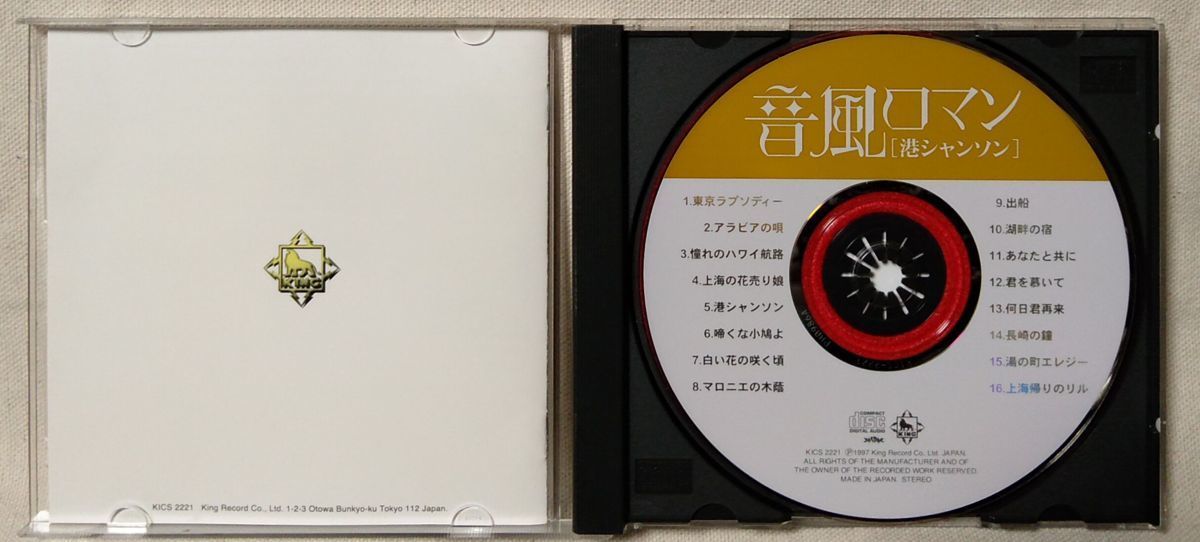 KING
KICS 2221 King Record Co., Ltd. 1-2-3 Otowa Bunkyo-ku Tokyo 112 Japan.
音風ロマン
[港シャンソン]
1.東京ラプソディー
2.アラビアの唄
3.憧れのハワイ航路
4.上海の花売り娘
5.港シャンソン
6.啼くな小鳩よ
7.白い花の咲く頃
8.マロニエの木蔭
9.出船
10.湖畔の宿
11.あなたと共に
12.君を慕いて
13.何日君再来
14.長崎の鐘
15.湯の町エレジー
16.上海帰りのリル
COMPACT
disc
DIGITAL AUDIO
KING
KICS 2221 Ⓟ1997 King Record Co., Ltd. JAPAN.
ALL RIGHTS OF THE MANUFACTURER AND OF
THE OWNER OF THE RECORDED WORK RESERVED.
MADE IN JAPAN. STEREO